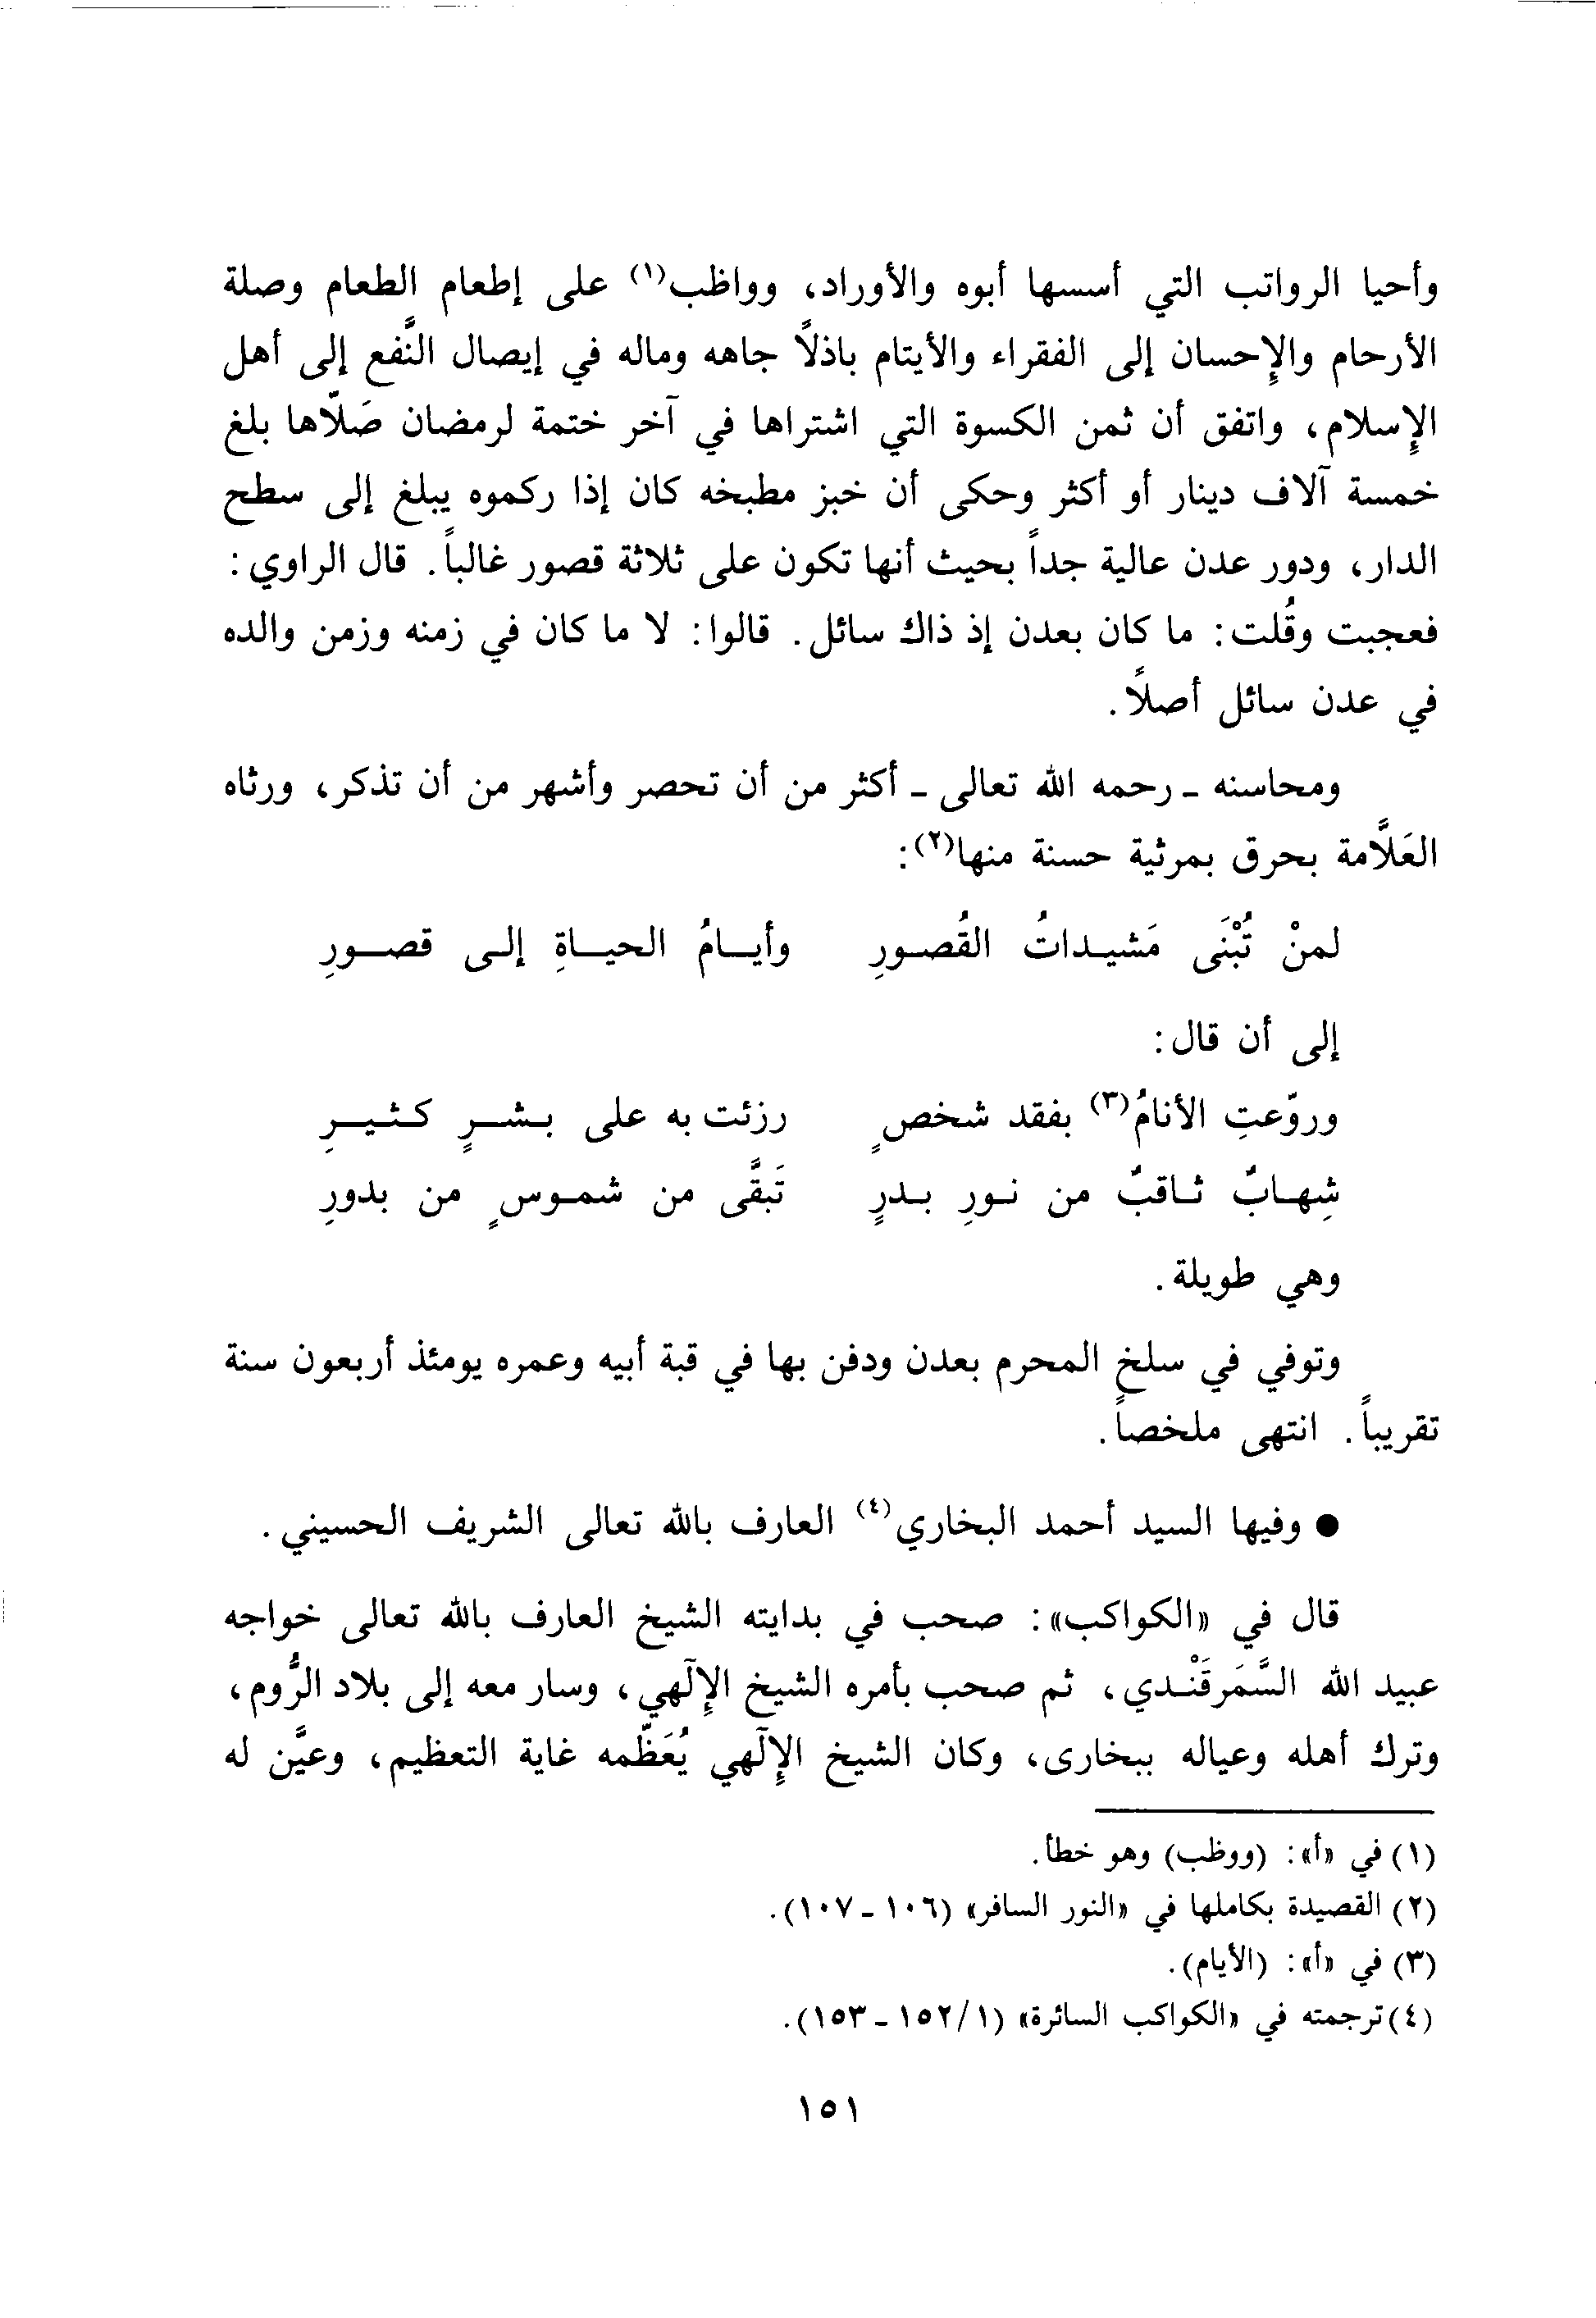 وأحيا الرواتب التي أسسها أبوه والأوراد، وواظب(١) على إطعام الطعام وصلة
الأرحام والإِحسان إلى الفقراء والأيتام باذلاً جاهه وماله في إيصال النَّفع إلى أهل
الإِسلام، واتفق أن ثمن الكسوة التي اشتراها في آخر ختمة لرمضان صَلّاها بلغ
خمسة آلاف دينار أو أكثر وحكى أن خبز مطبخه كان إذا ركموه يبلغ إلى سطح
الدار، ودور عدن عالية جداً بحيث أنها تكون على ثلاثة قصور غالباً. قال الراوي:
فعجبت وقُلت: ما كان بعدن إذ ذاك سائل. قالوا: لا ما كان في زمنه وزمن والده
في عدن سائل أصلاً.
ومحاسنه - رحمه الله تعالى - أكثر من أن تحصر وأشهر من أن تذكر، ورثاه
العَلَّامة بحرق بمرثية حسنة منها(٢):
لمنْ تُبْنَى مَشيداتُ القُصورِ وأيامُ الحياةِ إلى قصورِ
إلى أن قال:
وروّعتِ الأنامُ(٣) بفقد شخصٍ رزئت به على بشرٍ كثيرِ
شِهابٌ ثاقبٌ من نورِ بدرٍ تَبقَّى من شموسٍ من بدورِ
وهي طويلة.
وتوفي في سلخ المحرم بعدن ودفن بها في قبة أبيه وعمره يومئذ أربعون سنة
تقريباً. انتهى ملخصاً.
● وفيها السيد أحمد البخاري(٤) العارف بالله تعالى الشريف الحسيني.
قال في «الكواكب»: صحب في بدايته الشيخ العارف بالله تعالى خواجه
عبيد الله السَّمَرقَنْدي، ثم صحب بأمره الشيخ الإِلٰهي، وسار معه إلى بلاد الرُّوم،
وترك أهله وعياله ببخارى، وكان الشيخ الإِلٰهي يُعَظّمه غاية التعظيم، وعيَّن له
(١) في «أ»: (ووظب) وهو خطأ.
(٢) القصيدة بكاملها في «النور السافر» (١٠٦ - ١٠٧).
(٣) في «أ»: (الأيام).
(٤) ترجمته في «الكواكب السائرة» (١/ ١٥٢ - ١٥٣).
١٥١